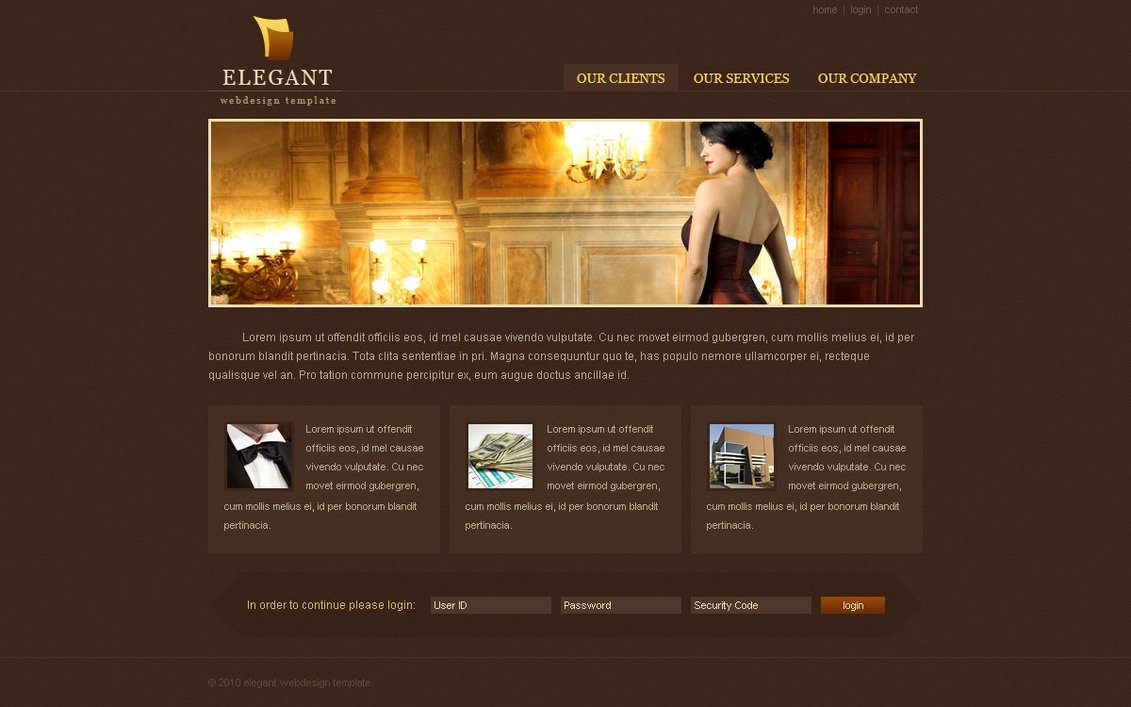 home | login | contact
ELEGANT
webdesign template
OUR CLIENTS OUR SERVICES OUR COMPANY
Lorem ipsum ut offendit officiis eos, id mel causae vivendo vulputate. Cu nec movet eirmod gubergren, cum mollis melius ei, id per
bonorum blandit pertinacia. Tota clita sententiae in pri. Magna consequuntur quo te, has populo nemore ullamcorper ei, recteque
qualisque vel an. Pro tation commune percipitur ex, eum augue doctus ancillae id.
Lorem ipsum ut offendit
officiis eos, id mel causae
vivendo vulputate. Cu nec
movet eirmod gubergren,
cum mollis melius ei, id per bonorum blandit
pertinacia.
Lorem ipsum ut offendit
officiis eos, id mel causae
vivendo vulputate. Cu nec
movet eirmod gubergren,
cum mollis melius ei, id per bonorum blandit
pertinacia.
Lorem ipsum ut offendit
officiis eos, id mel causae
vivendo vulputate. Cu nec
movet eirmod gubergren,
cum mollis melius ei, id per bonorum blandit
pertinacia.
In order to continue please login: User ID Password Security Code login
© 2010 elegant webdesign template.